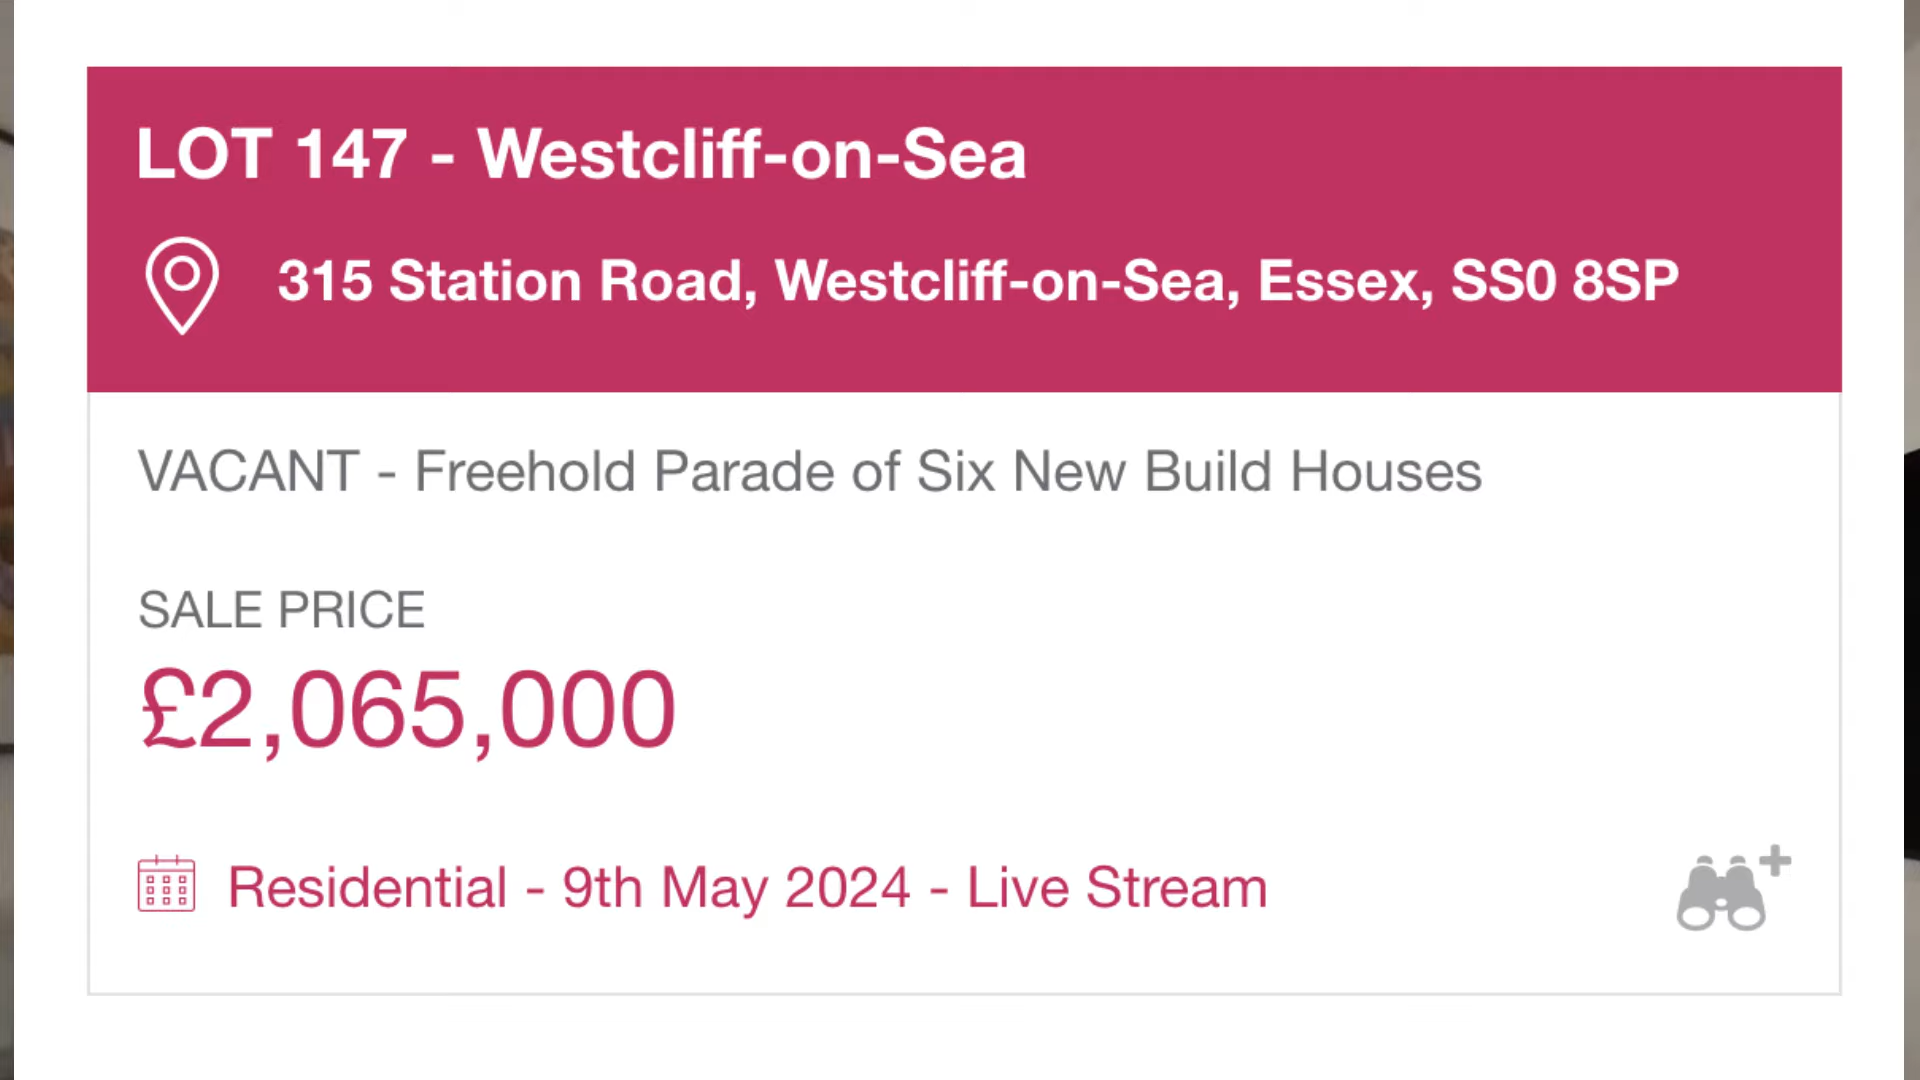 LOT 147 - Westcliff-on-Sea
315 Station Road, Westcliff-on-Sea, Essex, SS0 8SP
VACANT - Freehold Parade of Six New Build Houses
SALE PRICE
£2,065,000
Residential - 9th May 2024 - Live Stream